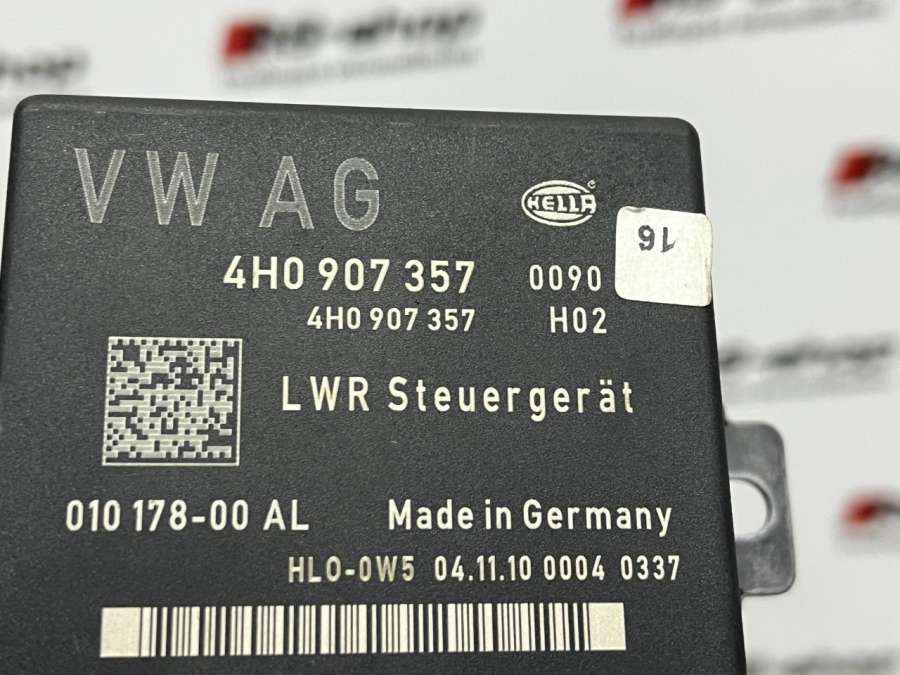 VW AG
HELLA
4H0 907 357 0090
16
4H0 907 357 H02
LWR Steuergerät
010 178-00 AL Made in Germany
HLO-0W5 04.11.10 0004 0337